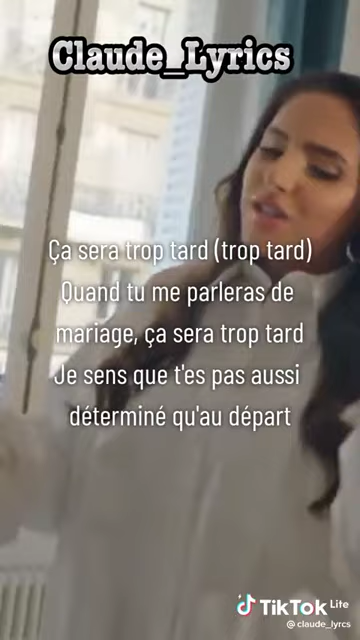 Claude_Lyrics
Ça sera trop tard (trop tard)
Quand tu me parleras de
mariage, ça sera trop tard
Je sens que t'es pas aussi
déterminé qu'au départ
TikTok Lite
@claude_lyrcs